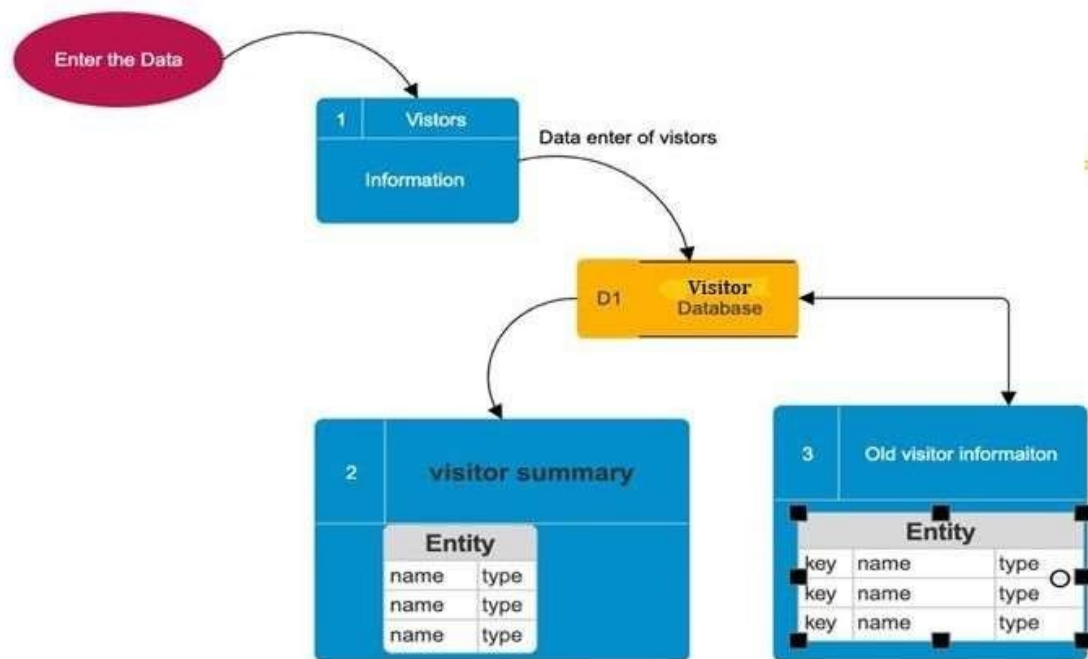 Enter the Data
1 Vistors
Information
Data enter of vistors
D1 Visitor
Database
2 visitor summary
Entity
name type
name type
name type
3 Old visitor informaiton
Entity
key name type
key name type
key name type